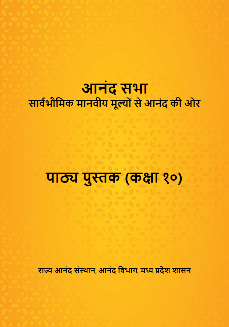 आनंद सभा
सार्वभौमिक मानवीय मूल्यों से आनंद की ओर
पाठ्य पुस्तक (कक्षा १०)
राज्य आनंद संस्थान, आनंद विभाग, मध्य प्रदेश शासन